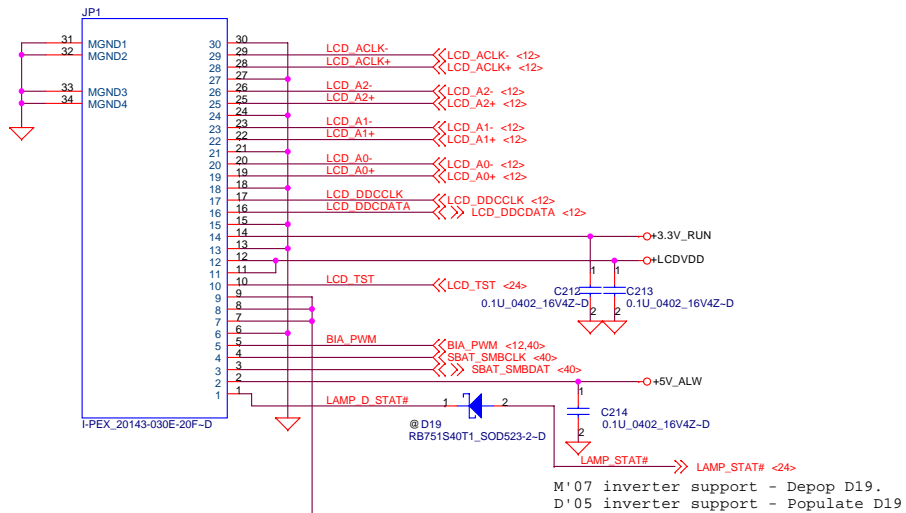 JP1
31 MGND1 30 30
32 MGND2 29 29 LCD_ACLK- LCD_ACLK- <12>
28 28 LCD_ACLK+ LCD_ACLK+ <12>
27 27
33 MGND3 26 26 LCD_A2- LCD_A2- <12>
34 MGND4 25 25 LCD_A2+ LCD_A2+ <12>
24 24
23 23 LCD_A1- LCD_A1- <12>
22 22 LCD_A1+ LCD_A1+ <12>
21 21
20 20 LCD_A0- LCD_A0- <12>
19 19 LCD_A0+ LCD_A0+ <12>
18 18
17 17 LCD_DDCCLK LCD_DDCCLK <12>
16 16 LCD_DDCDATA LCD_DDCDATA <12>
15 15
14 14 +3.3V_RUN
13 13
12 12 +LCDVDD
11 11
10 10 LCD_TST LCD_TST <24>
1 1
C212 C213
0.1U_0402_16V4Z~D 0.1U_0402_16V4Z~D
2 2
9 9
8 8
7 7
6 6
5 5 BIA_PWM BIA_PWM <12,40>
4 4 SBAT_SMBCLK <40>
3 3 SBAT_SMBDAT <40>
2 2 +5V_ALW
1 1 LAMP_D_STAT# 1 2
1
C214
0.1U_0402_16V4Z~D
2
I-PEX_20143-030E-20F~D
@ D19
RB751S40T1_SOD523-2~D
LAMP_STAT# LAMP_STAT# <24>
M'07 inverter support - Depop D19.
D'05 inverter support - Populate D19